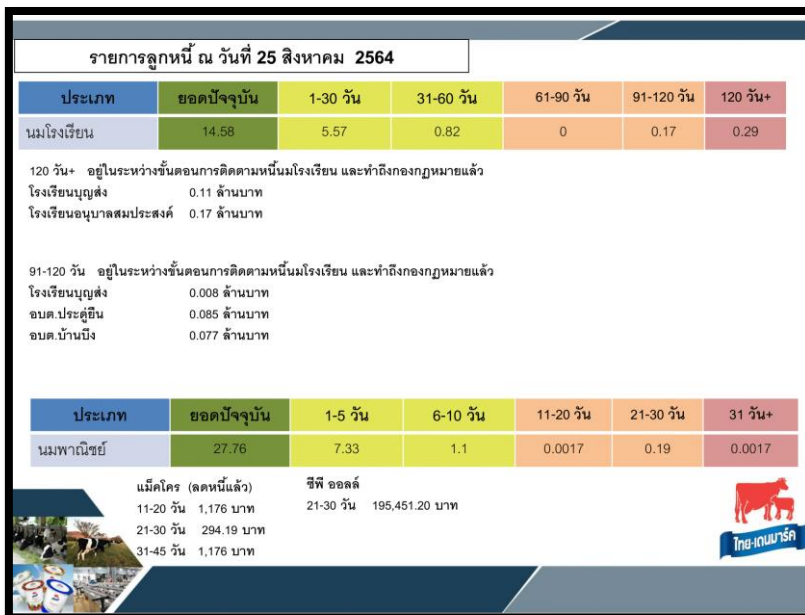 รายการลูกหนี้ ณ วันที่ 25 สิงหาคม 2564
ประเภท ยอดปัจจุบัน 1-30 วัน 31-60 วัน 61-90 วัน 91-120 วัน 120 วัน+
นมโรงเรียน 14.58 5.57 0.82 0 0.17 0.29
120 วัน+ อยู่ในระหว่างขั้นตอนการติดตามหนี้นมโรงเรียน และทำถึงกองกฎหมายแล้ว
โรงเรียนบุญส่ง 0.11 ล้านบาท
โรงเรียนอนุบาลสมประสงค์ 0.17 ล้านบาท
91-120 วัน อยู่ในระหว่างขั้นตอนการติดตามหนี้นมโรงเรียน และทำถึงกองกฎหมายแล้ว
โรงเรียนบุญส่ง 0.008 ล้านบาท
อบต.ประดู่ยืน 0.085 ล้านบาท
อบต.บ้านบึง 0.077 ล้านบาท
ประเภท ยอดปัจจุบัน 1-5 วัน 6-10 วัน 11-20 วัน 21-30 วัน 31 วัน+
นมพาณิชย์ 27.76 7.33 1.1 0.0017 0.19 0.0017
แม็คโคร (ลดหนี้แล้ว) ซีพี ออลล์
11-20 วัน 1,176 บาท 21-30 วัน 195,451.20 บาท
21-30 วัน 294.19 บาท
31-45 วัน 1,176 บาท
ไทย-เดนมาร์ค